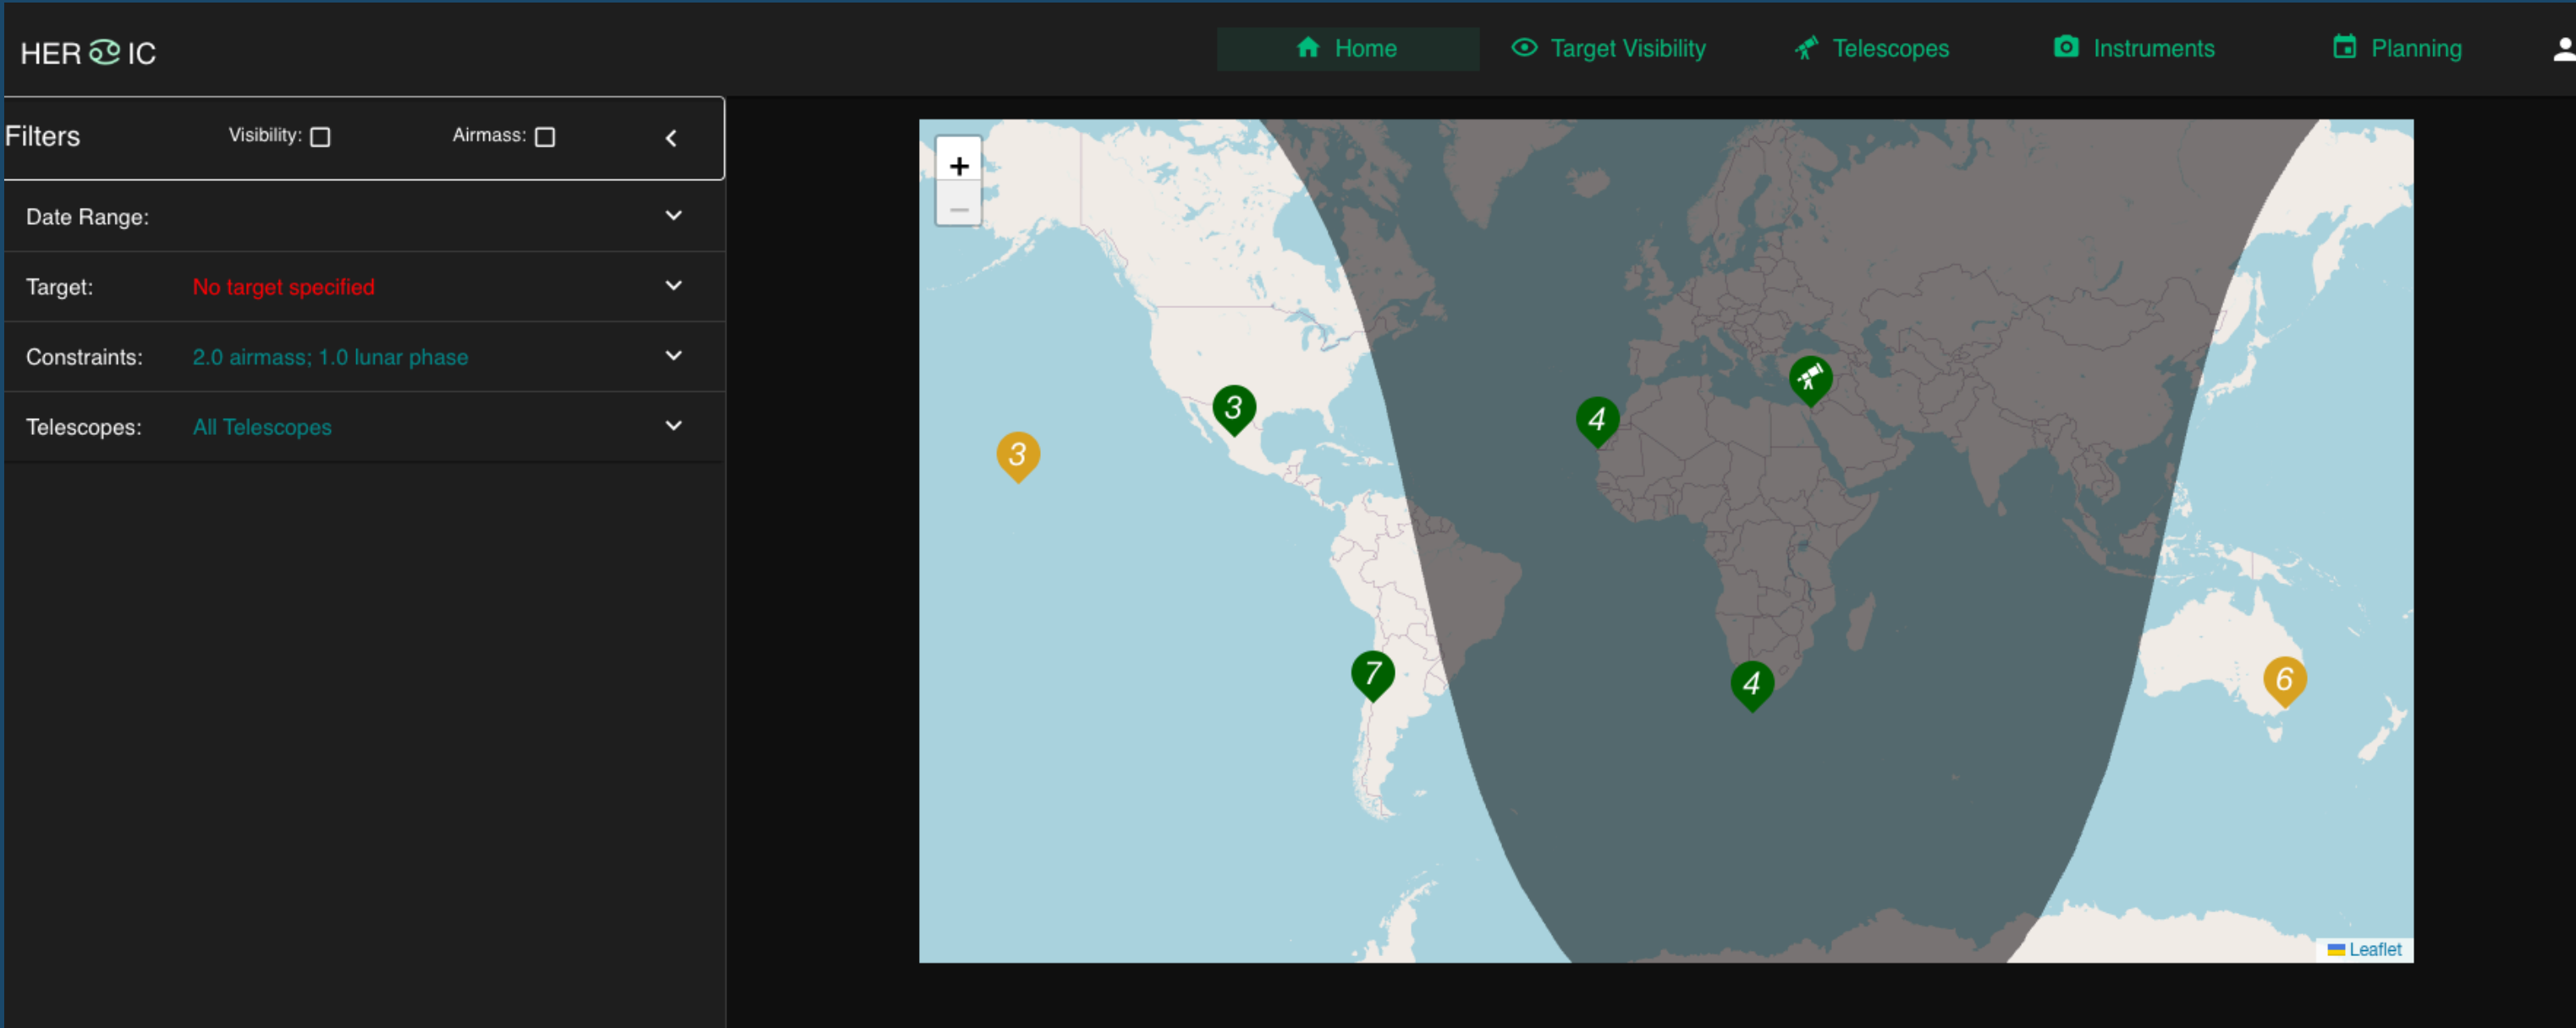 HER IC
Home
Target Visibility
Telescopes
Instruments
Planning
Filters
Visibility:
Airmass:
Date Range:
Target: No target specified
Constraints: 2.0 airmass; 1.0 lunar phase
Telescopes: All Telescopes
+
−
3
3
4
7
4
6
Leaflet